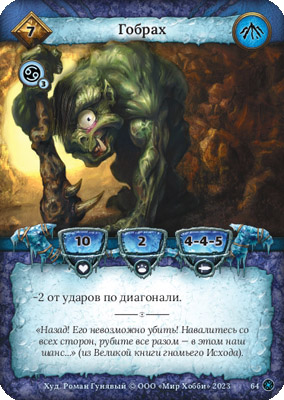 7
Гобрах
3
10
2
4-4-5
-2 от ударов по диагонали.
«Назад! Его невозможно убить! Навалитесь со
всех сторон, рубите все разом — в этом наш
шанс...» (из Великой книги гномьего Исхода).
Худ. Роман Гунявый © ООО «Мир Хобби» 2023
64